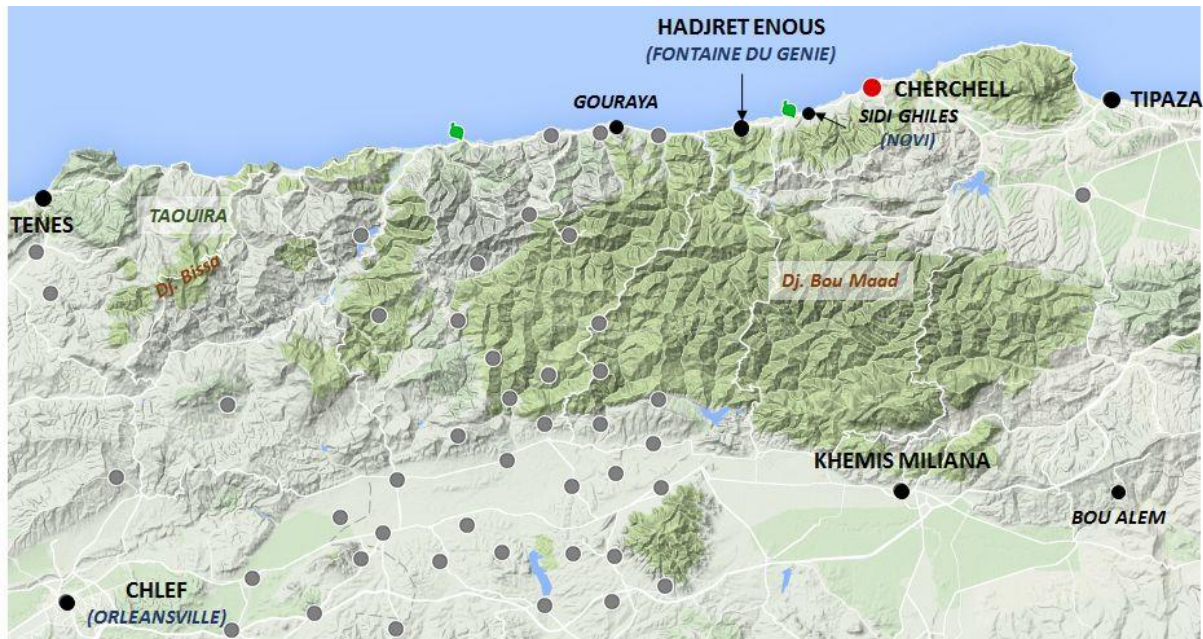 HADJRET ENOUS
(FONTAINE DU GENIE)
CHERCHELL
GOURAYA
TIPAZA
SIDI GHILES
(NOVI)
TENES
TAOUIRA
Dj. Bissa
Dj. Bou Maad
KHEMIS MILIANA
BOU ALEM
CHLEF
(ORLEANSVILLE)